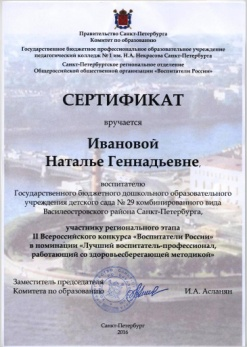 Правительство Санкт-Петербурга
Комитет по образованию
Государственное бюджетное профессиональное образовательное учреждение
педагогический колледж № 1 им. Н.А. Некрасова Санкт-Петербурга
Санкт-Петербургское региональное отделение
Общероссийской общественной организации «Воспитатели России»
СЕРТИФИКАТ
вручается
Ивановой
Наталье Геннадьевне,
воспитателю
Государственного бюджетного дошкольного образовательного
учреждения детского сада № 29 комбинированного вида
Василеостровского района Санкт-Петербурга,
участнику регионального этапа
II Всероссийского конкурса «Воспитатели России»
в номинации «Лучший воспитатель-профессионал,
работающий со здоровьесберегающей методикой»
Заместитель председателя
Комитета по образованию
И.А. Асланян
Санкт-Петербург
2016